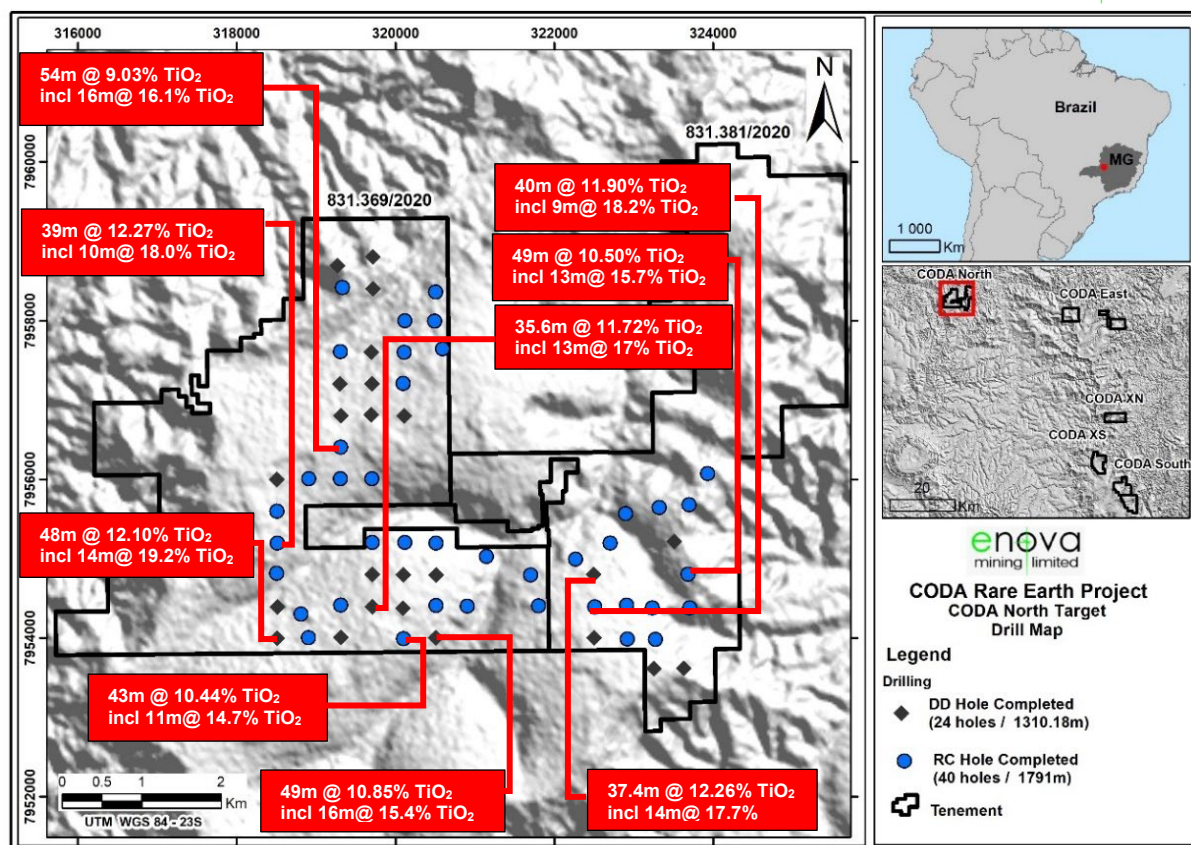 316000
318000
320000
322000
324000
7960000
7958000
7956000
7954000
7952000
54m @ 9.03% TiO₂
incl 16m@ 16.1% TiO₂
39m @ 12.27% TiO₂
incl 10m@ 18.0% TiO₂
48m @ 12.10% TiO₂
incl 14m@ 19.2% TiO₂
43m @ 10.44% TiO₂
incl 11m@ 14.7% TiO₂
49m @ 10.85% TiO₂
incl 16m@ 15.4% TiO₂
40m @ 11.90% TiO₂
incl 9m@ 18.2% TiO₂
49m @ 10.50% TiO₂
incl 13m@ 15.7% TiO₂
35.6m @ 11.72% TiO₂
incl 13m@ 17% TiO₂
37.4m @ 12.26% TiO₂
incl 14m@ 17.7%
831.369/2020
831.381/2020
N
0 0.5 1 2
Km
UTM WGS 84 - 23S
Brazil
MG
1 000
Km
CODA North
CODA East
CODA XN
CODA XS
CODA South
20
Km
enova
mining limited
CODA Rare Earth Project
CODA North Target
Drill Map
Legend
Drilling
DD Hole Completed
(24 holes / 1310.18m)
RC Hole Completed
(40 holes / 1791m)
Tenement